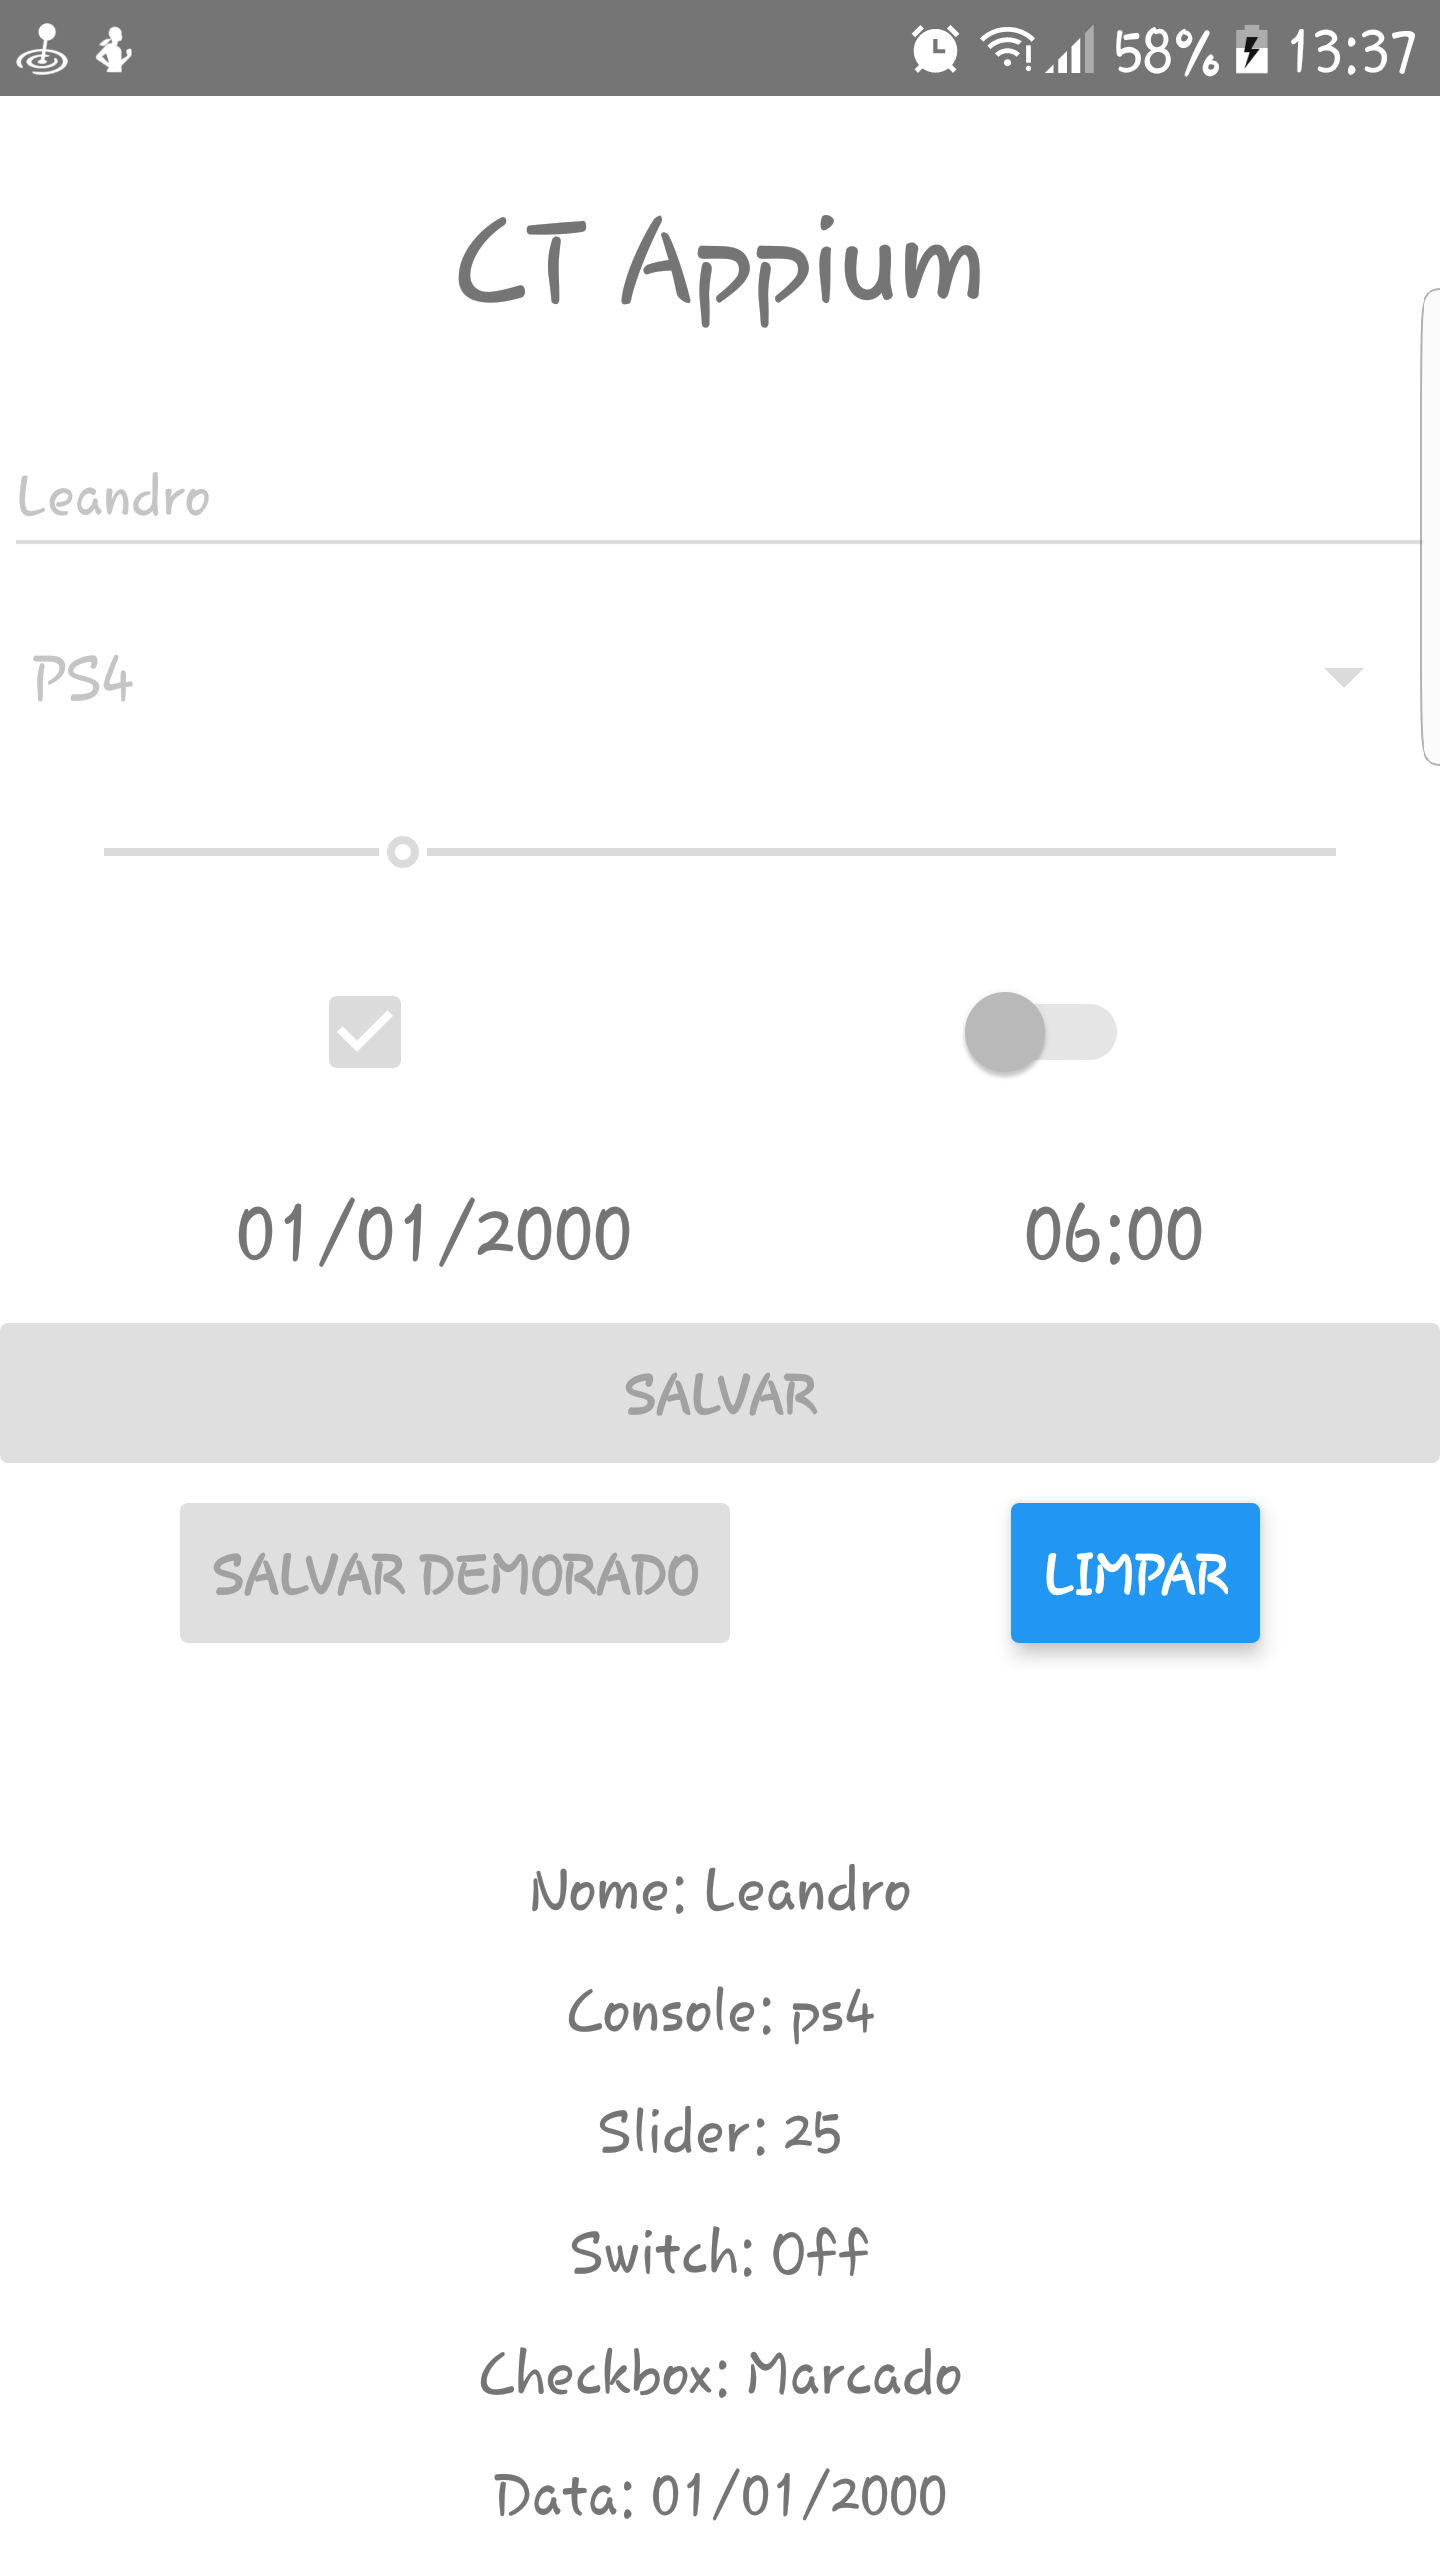 58% 13:37
CT Appium
Leandro
PS4
01/01/2000 06:00
SALVAR
SALVAR DEMORADO LIMPAR
Nome: Leandro
Console: ps4
Slider: 25
Switch: Off
Checkbox: Marcado
Data: 01/01/2000